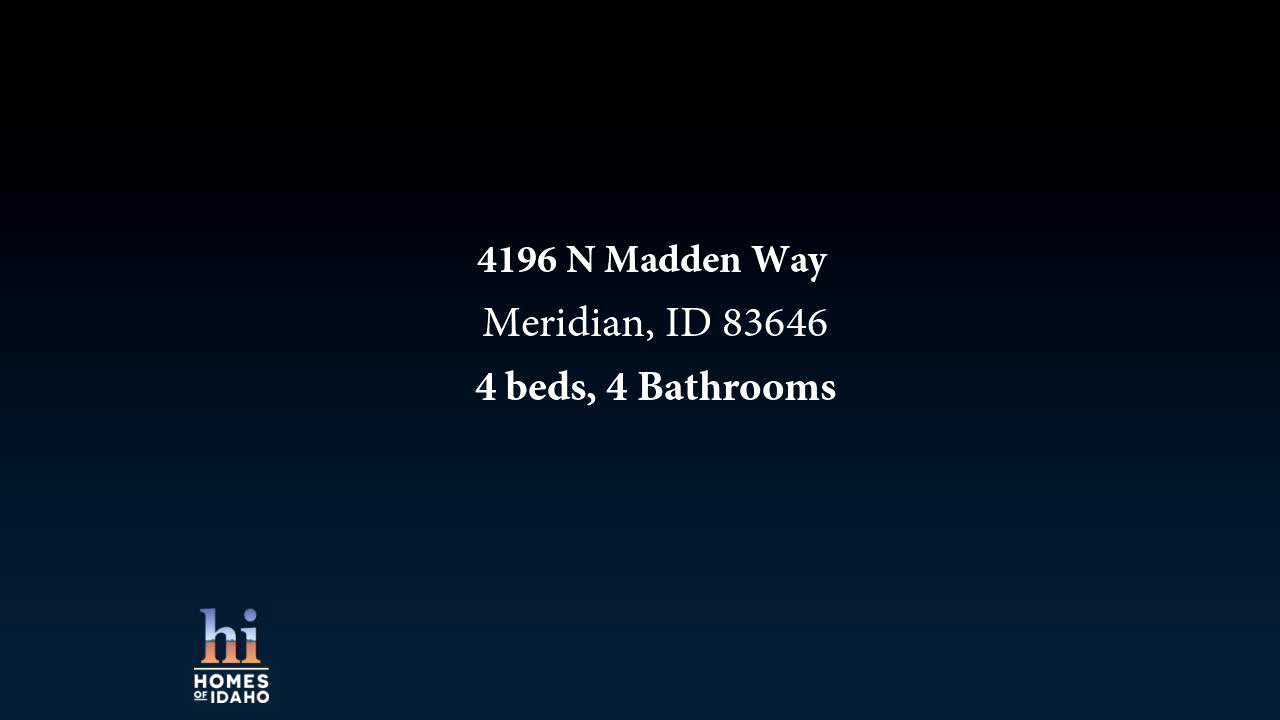 4196 N Madden Way
Meridian, ID 83646
4 beds, 4 Bathrooms
hi
HOMES
OF IDAHO